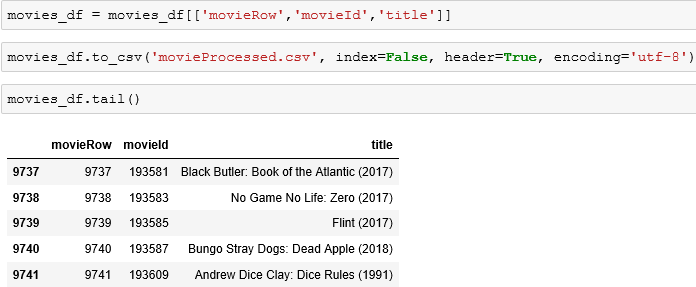 movies_df = movies_df[['movieRow','movieId','title']]
movies_df.to_csv('movieProcessed.csv', index=False, header=True, encoding='utf-8')
movies_df.tail()
movieRow movieId title
9737 9737 193581 Black Butler: Book of the Atlantic (2017)
9738 9738 193583 No Game No Life: Zero (2017)
9739 9739 193585 Flint (2017)
9740 9740 193587 Bungo Stray Dogs: Dead Apple (2018)
9741 9741 193609 Andrew Dice Clay: Dice Rules (1991)